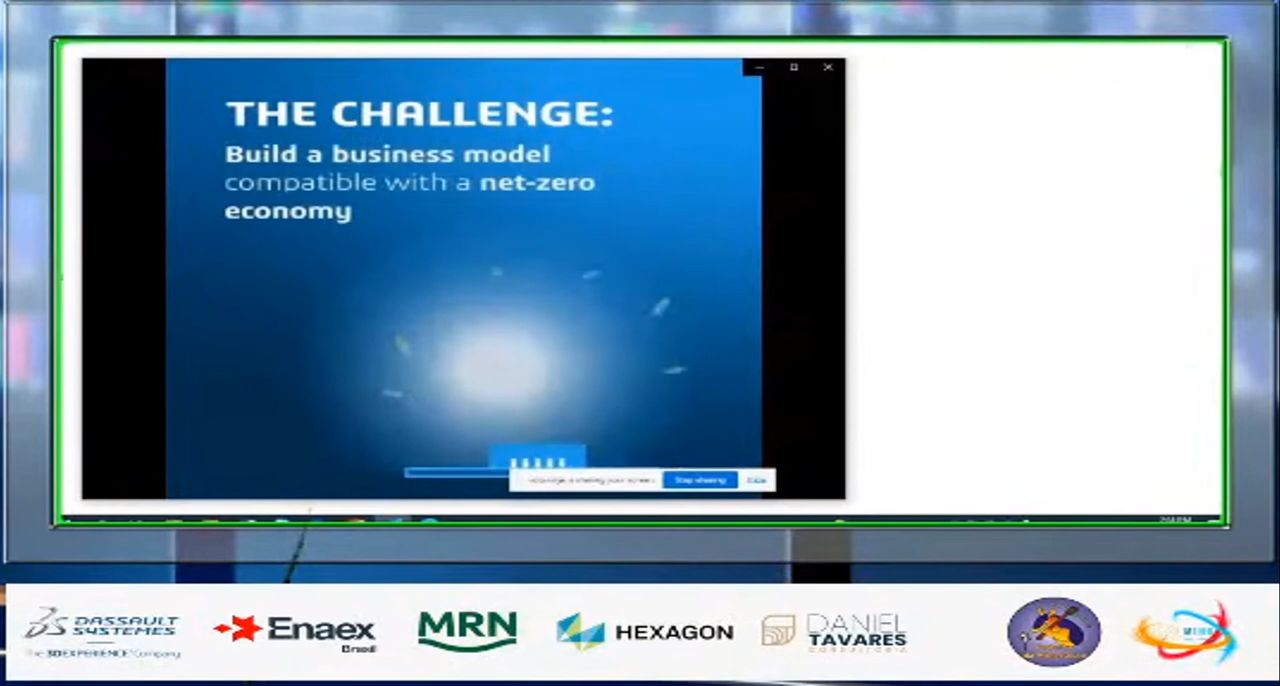 THE CHALLENGE:
Build a business model
compatible with a net-zero
economy
Stop sharing
Hide
DASSAULT
SYSTEMES
The 3DEXPERIENCE Company
Enaex
Brasil
MRN
HEXAGON
DANIEL
TAVARES
CONSULTORIA